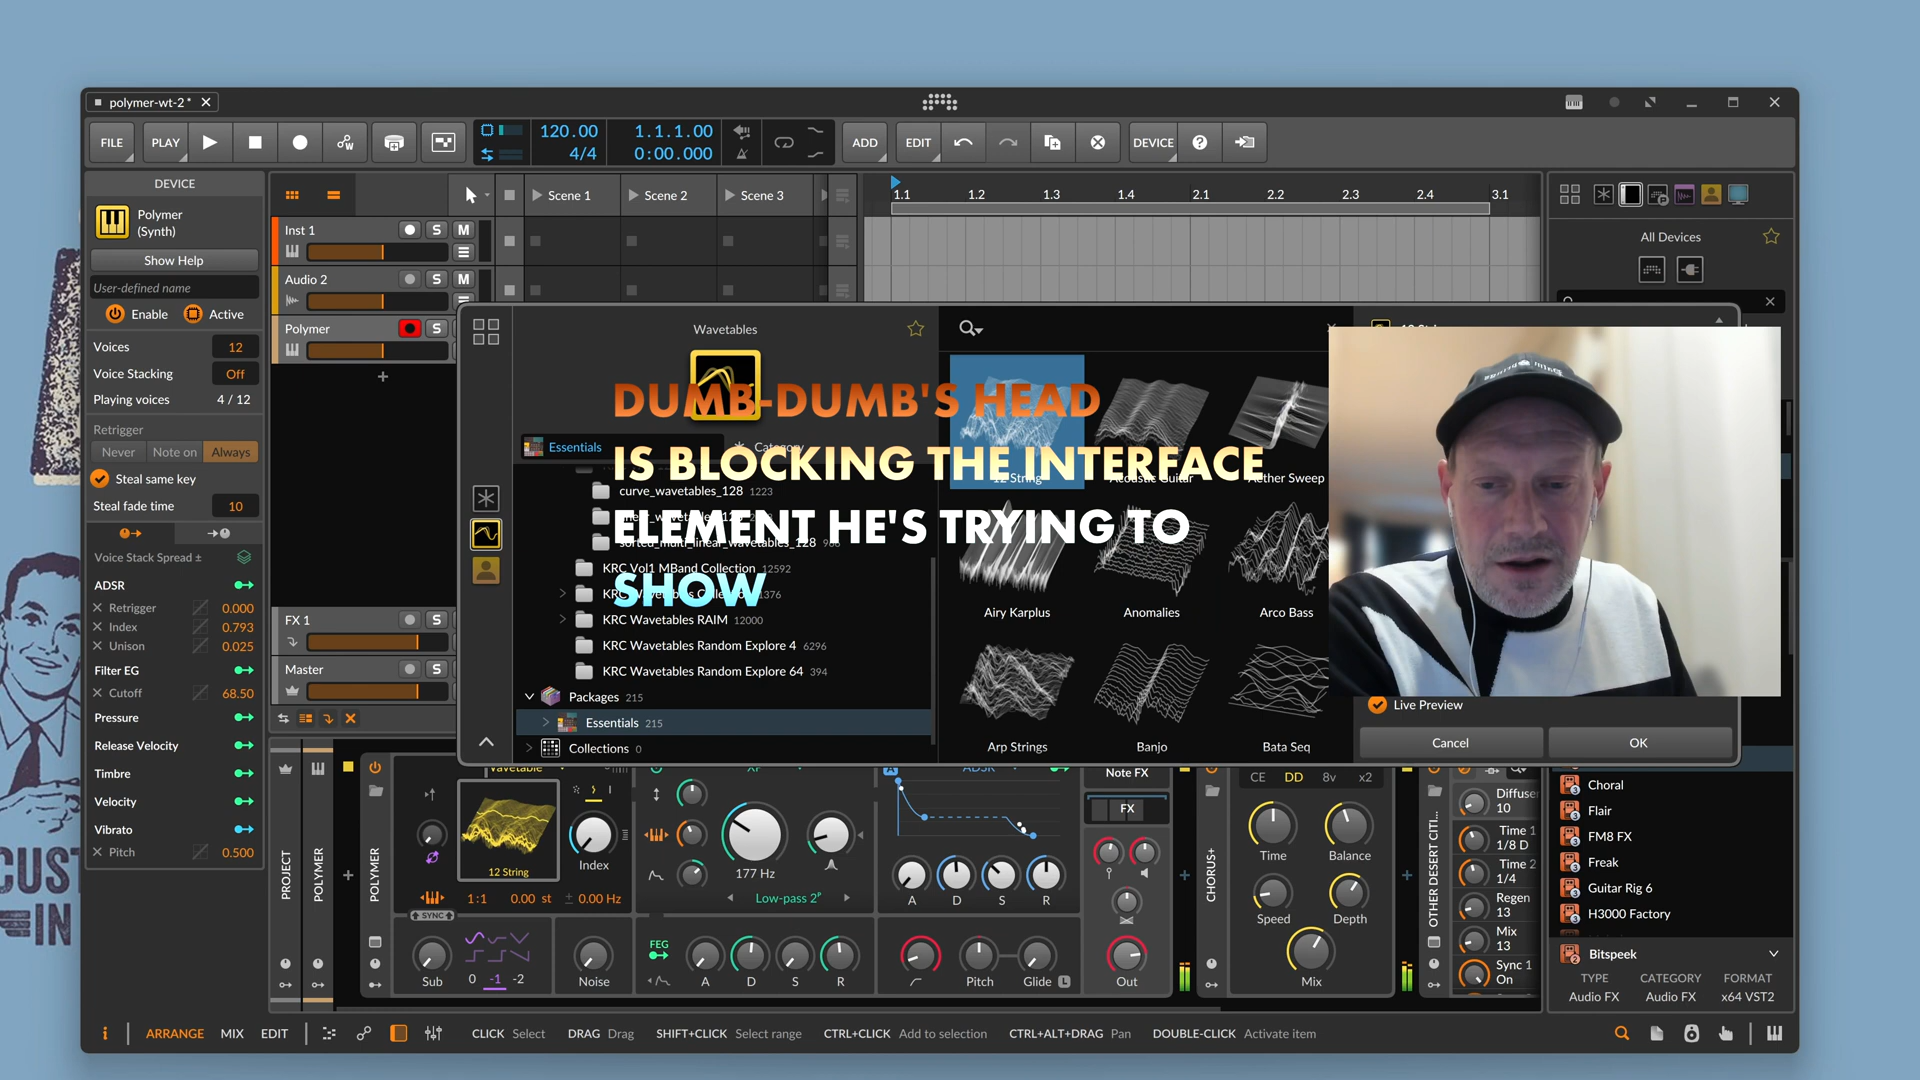 polymer-wt-2 *
FILE
PLAY
120.00
4/4
1.1.1.00
0:00.000
ADD
EDIT
DEVICE
DEVICE
Polymer
(Synth)
Show Help
User-defined name
Enable
Active
Voices 12
Voice Stacking Off
Playing voices 4 / 12
Retrigger
Never Note on Always
Steal same key
Steal fade time 10
Voice Stack Spread ±
ADSR
Retrigger 0.000
Index 0.793
Unison 0.025
Filter EG
Cutoff 68.50
Pressure
Release Velocity
Timbre
Velocity
Vibrato
Pitch 0.500
Scene 1
Scene 2
Scene 3
1.1 1.2 1.3 1.4 2.1 2.2 2.3 2.4 3.1
Inst 1 S M
Audio 2 S M
Polymer S
FX 1 S
Master S
All Devices
Wavetables
Essentials
Category
DUMB-DUMB'S HEAD
IS BLOCKING THE INTERFACE
ELEMENT HE'S TRYING TO
SHOW
curve_wavetables_128 1223
sorted_multi_linear_wavetables_128
KRC Vol1 MBand Collection 12592
KRC Wavetables RAIM 12000
KRC Wavetables Random Explore 4 6296
KRC Wavetables Random Explore 64 394
Packages 215
Essentials 215
Collections 0
12 String
Acoustic Guitar
Aether Sweep
Airy Karplus
Anomalies
Arco Bass
Arp Strings
Banjo
Bata Seq
Live Preview
Cancel
OK
PROJECT
POLYMER
POLYMER
Wavetable
12 String
Index
1:1 0.00 st ± 0.00 Hz
SYNC
Sub
0 -1 -2
Noise
177 Hz
Low-pass 2ᴾ
FEG
A D S R
ADSR
A D S R
Pitch
Glide L
Note FX
FX
Out
CHORUS+
CE DD 8v x2
Time
Balance
Speed
Depth
Mix
Time 1
1/8 D
Time 2
1/4
Regen
13
Mix
13
Sync 1
On
Choral
Flair
FM8 FX
Freak
Guitar Rig 6
H3000 Factory
Bitspeek
TYPE CATEGORY FORMAT
Audio FX Audio FX x64 VST2
ARRANGE MIX EDIT
CLICK Select DRAG Drag SHIFT+CLICK Select range CTRL+CLICK Add to selection CTRL+ALT+DRAG Pan DOUBLE-CLICK Activate item
CUST
IN